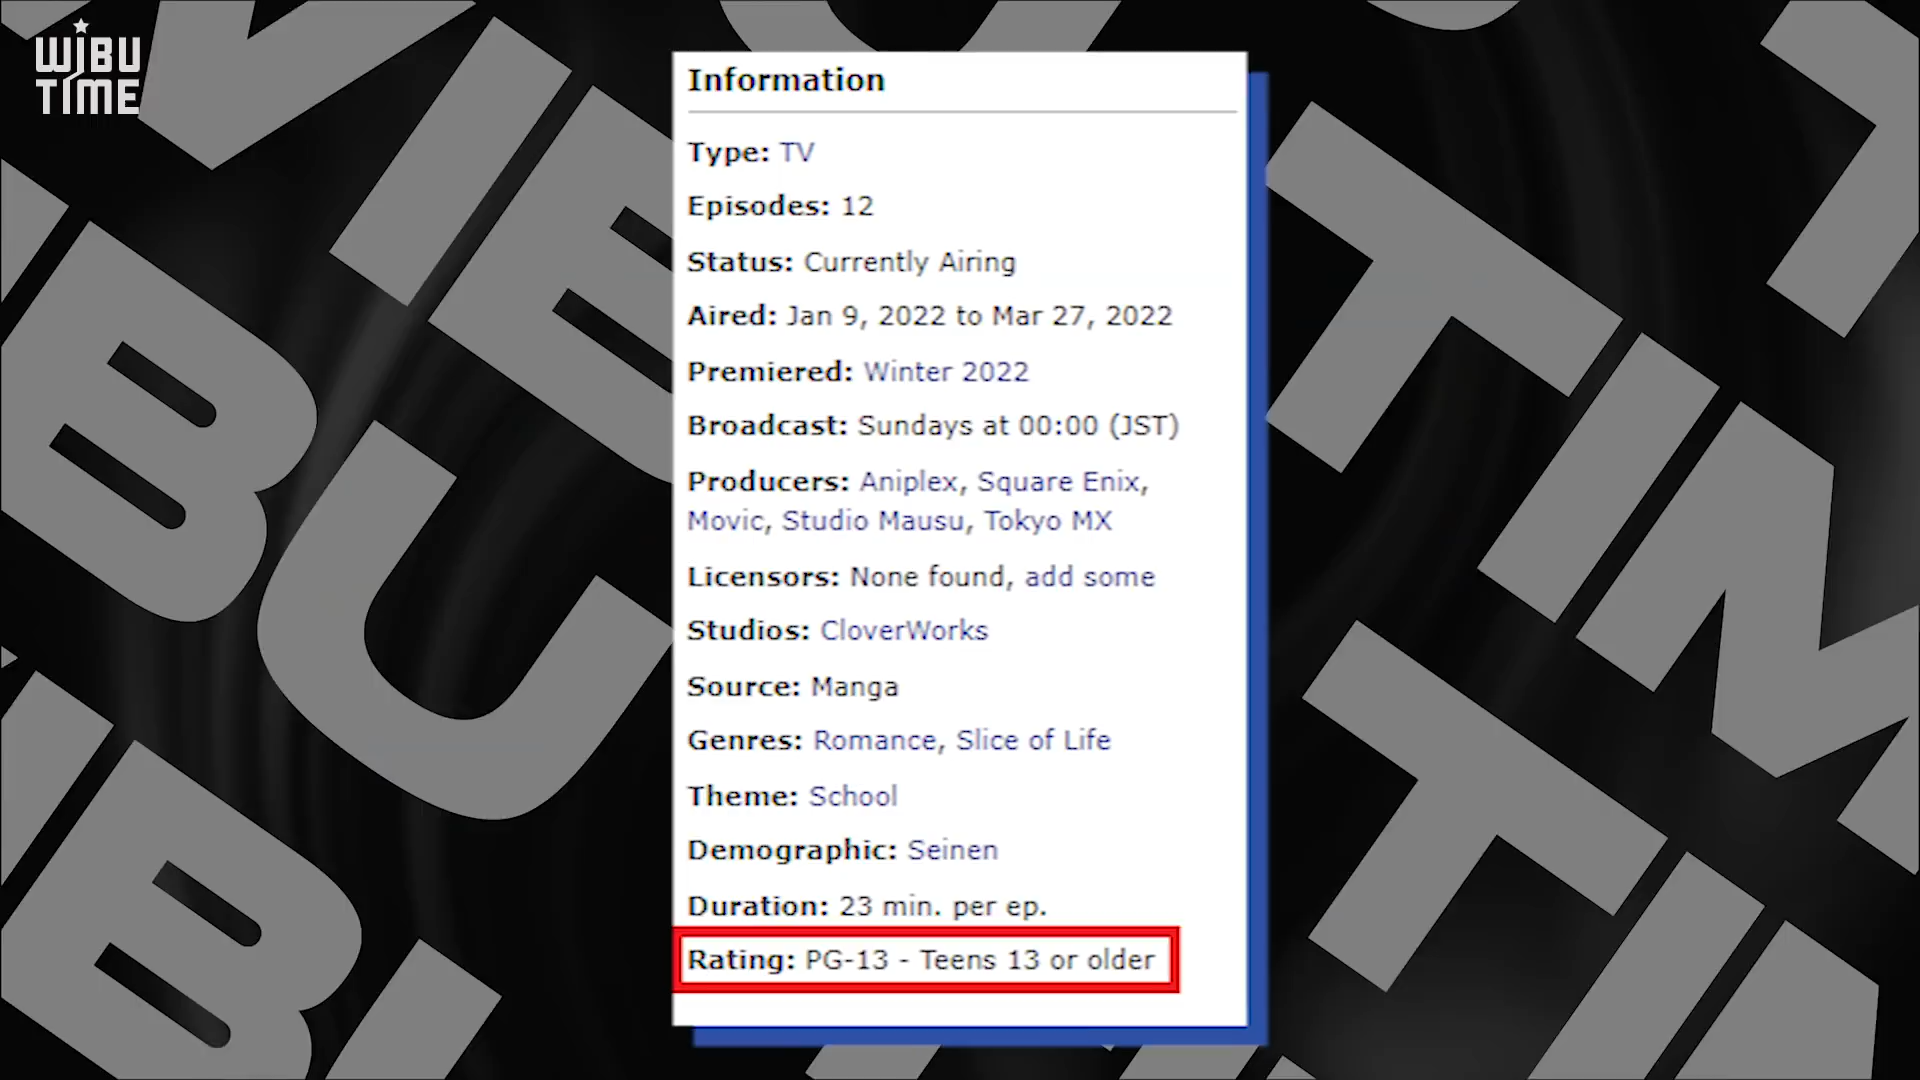 WIBU
TIME
Information
Type: TV
Episodes: 12
Status: Currently Airing
Aired: Jan 9, 2022 to Mar 27, 2022
Premiered: Winter 2022
Broadcast: Sundays at 00:00 (JST)
Producers: Aniplex, Square Enix,
Movic, Studio Mausu, Tokyo MX
Licensors: None found, add some
Studios: CloverWorks
Source: Manga
Genres: Romance, Slice of Life
Theme: School
Demographic: Seinen
Duration: 23 min. per ep.
Rating: PG-13 - Teens 13 or older